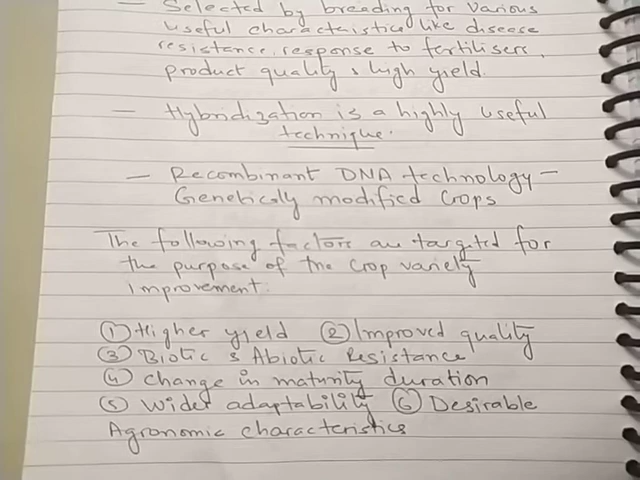 — Selected by breading for various
useful characteristics like disease
resistance, response to fertilisers,
product quality & high yield.
— Hybridization is a highly useful
technique.
— Recombinant DNA technology —
Genetically modified Crops
The following factors are targeted for
the purpose of the crop variety
improvement:
① Higher yield ② Improved quality
③ Biotic & Abiotic Resistance
④ change in maturity duration
⑤ Wider adaptability ⑥ Desirable
Agronomic characteristics